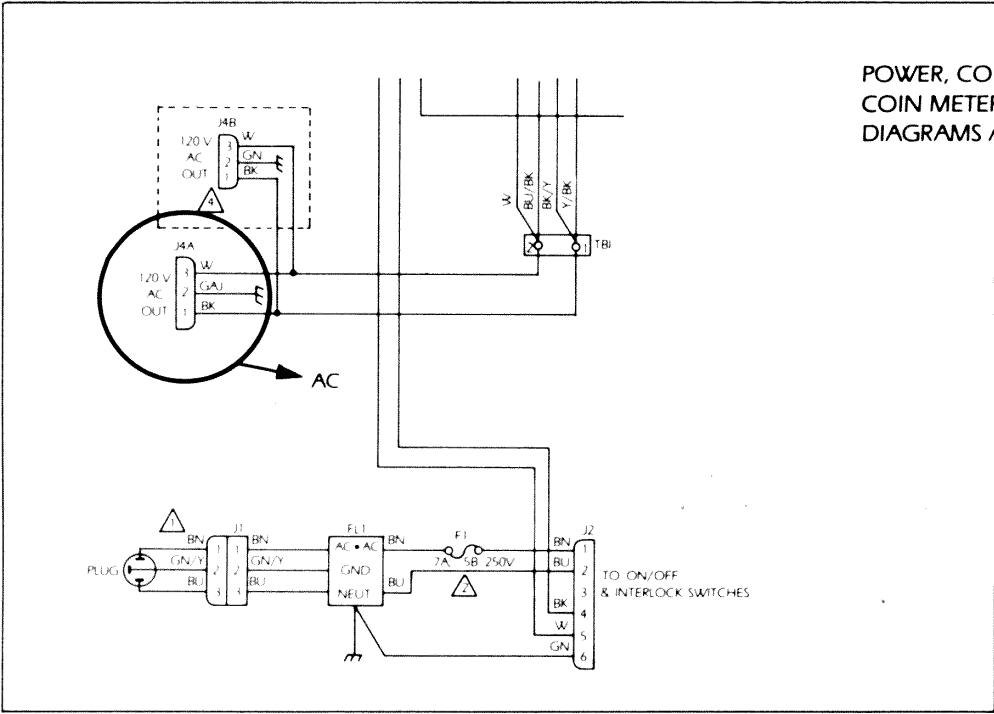 POWER, CO
COIN METER
DIAGRAMS
J4B
120 V
AC
OUT
3 W
2 GN
1 BK
4
J4A
120 V
AC
OUT
3 W
2 GAJ
1 BK
AC
W
BU/BK
BK/Y
Y/BK
2 1 TB1
1
PLUG
BN
GN/Y
BU
J1
1 1 BN
2 2 GN/Y
3 3 BU
FL1
AC • AC
GND
NEUT
BN
BU
F1
7A SB 250V
2
J2
BN 1
BU 2
3
BK 4
W 5
GN 6
TO ON/OFF
& INTERLOCK SWITCHES